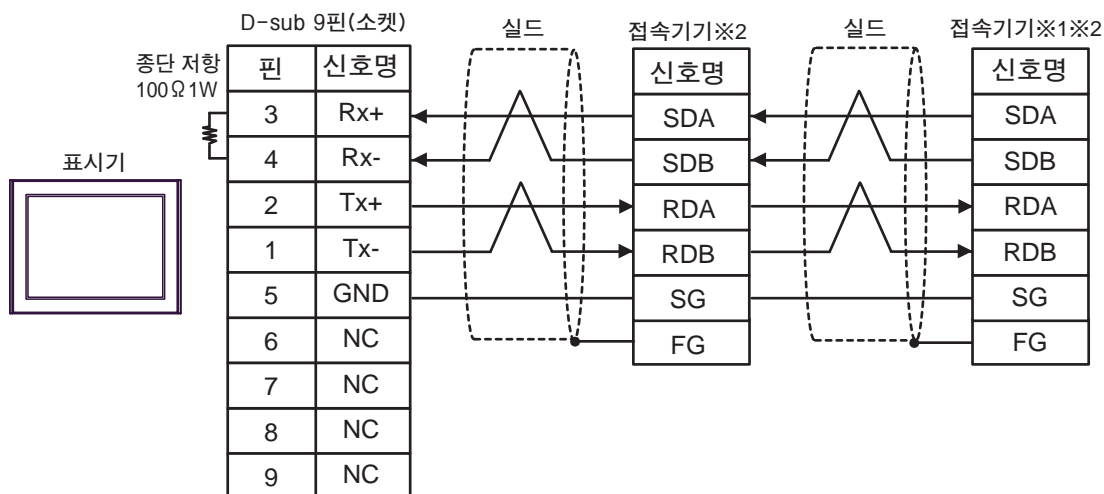 D-sub 9핀(소켓)
실드
접속기기※2
실드
접속기기※1※2
종단 저항
100Ω1W
표시기
핀 신호명
3 Rx+
4 Rx-
2 Tx+
1 Tx-
5 GND
6 NC
7 NC
8 NC
9 NC
신호명
SDA
SDB
RDA
RDB
SG
FG
신호명
SDA
SDB
RDA
RDB
SG
FG